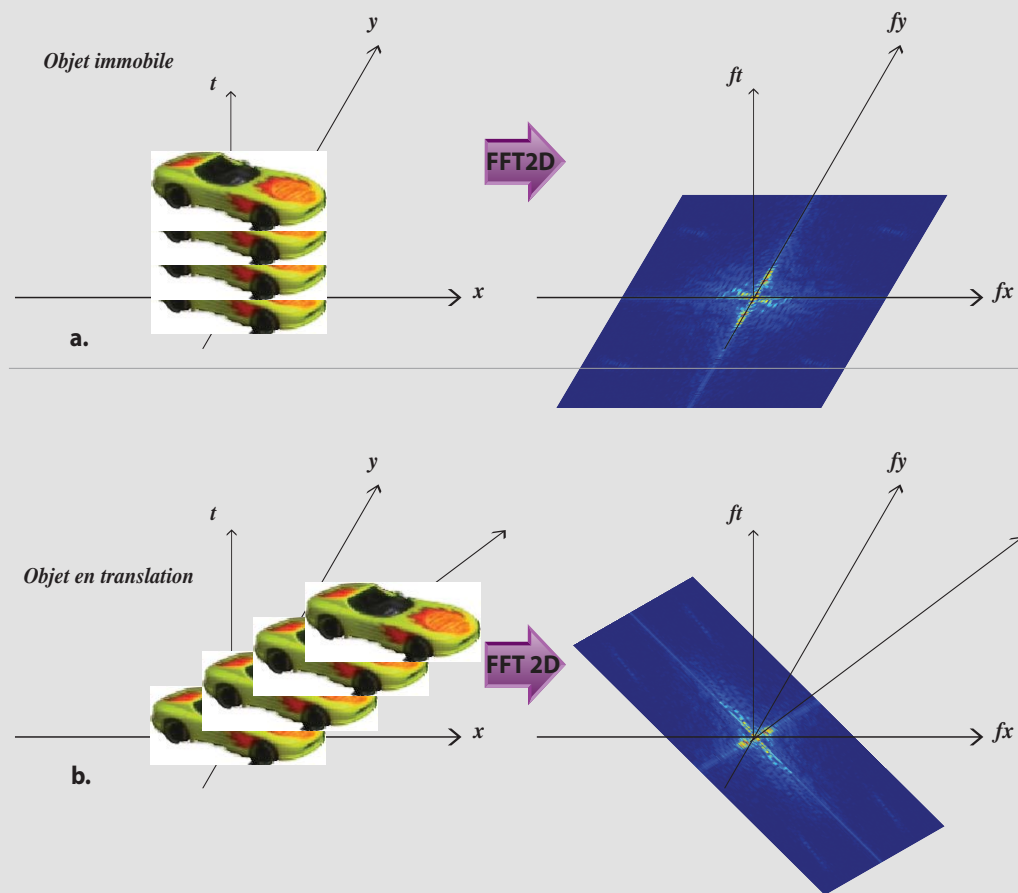 y
fy
Objet immobile
t
ft
FFT2D
x
fx
a.
y
fy
t
ft
Objet en translation
FFT 2D
x
fx
b.